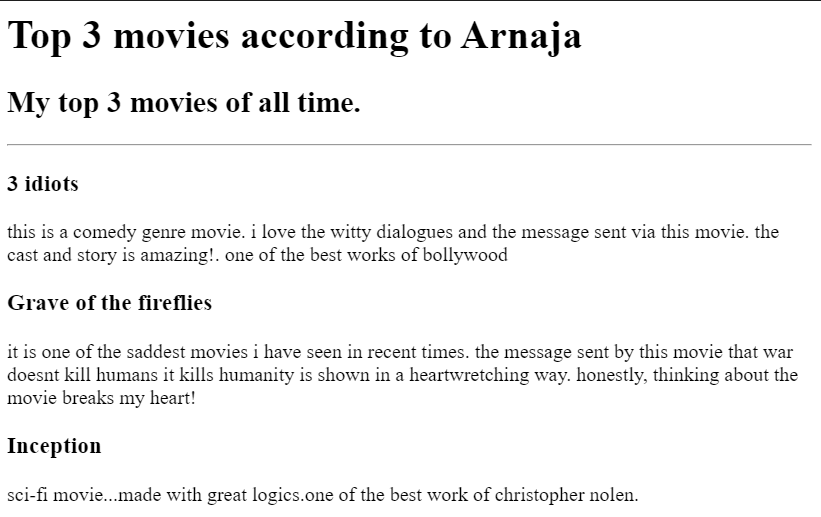 Top 3 movies according to Arnaja
My top 3 movies of all time.
3 idiots
this is a comedy genre movie. i love the witty dialogues and the message sent via this movie. the
cast and story is amazing!. one of the best works of bollywood
Grave of the fireflies
it is one of the saddest movies i have seen in recent times. the message sent by this movie that war
doesnt kill humans it kills humanity is shown in a heartwretching way. honestly, thinking about the
movie breaks my heart!
Inception
sci-fi movie...made with great logics.one of the best work of christopher nolen.